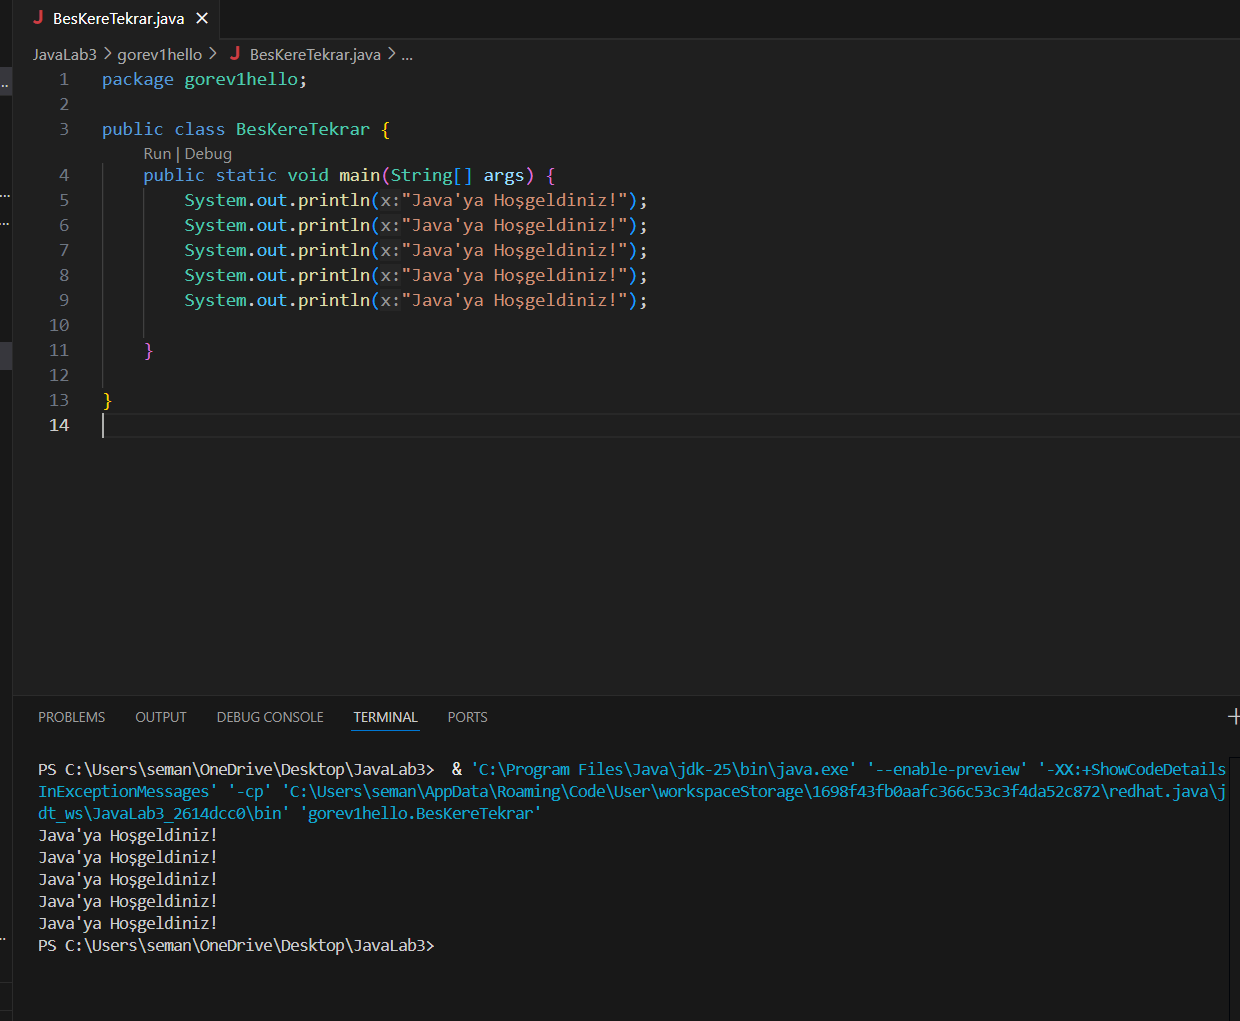 J BesKereTekrar.java ×
JavaLab3 > gorev1hello > J BesKereTekrar.java > ...
1 package gorev1hello;
2
3 public class BesKereTekrar {
Run | Debug
4 public static void main(String[] args) {
5 System.out.println(x:"Java'ya Hoşgeldiniz!");
6 System.out.println(x:"Java'ya Hoşgeldiniz!");
7 System.out.println(x:"Java'ya Hoşgeldiniz!");
8 System.out.println(x:"Java'ya Hoşgeldiniz!");
9 System.out.println(x:"Java'ya Hoşgeldiniz!");
10
11 }
12
13 }
14
PROBLEMS OUTPUT DEBUG CONSOLE TERMINAL PORTS
PS C:\Users\seman\OneDrive\Desktop\JavaLab3> & 'C:\Program Files\Java\jdk-25\bin\java.exe' '--enable-preview' '-XX:+ShowCodeDetails
InExceptionMessages' '-cp' 'C:\Users\seman\AppData\Roaming\Code\User\workspaceStorage\1698f43fb0aafc366c53c3f4da52c872\redhat.java\j
dt_ws\JavaLab3_2614dcc0\bin' 'gorev1hello.BesKereTekrar'
Java'ya Hoşgeldiniz!
Java'ya Hoşgeldiniz!
Java'ya Hoşgeldiniz!
Java'ya Hoşgeldiniz!
Java'ya Hoşgeldiniz!
PS C:\Users\seman\OneDrive\Desktop\JavaLab3>